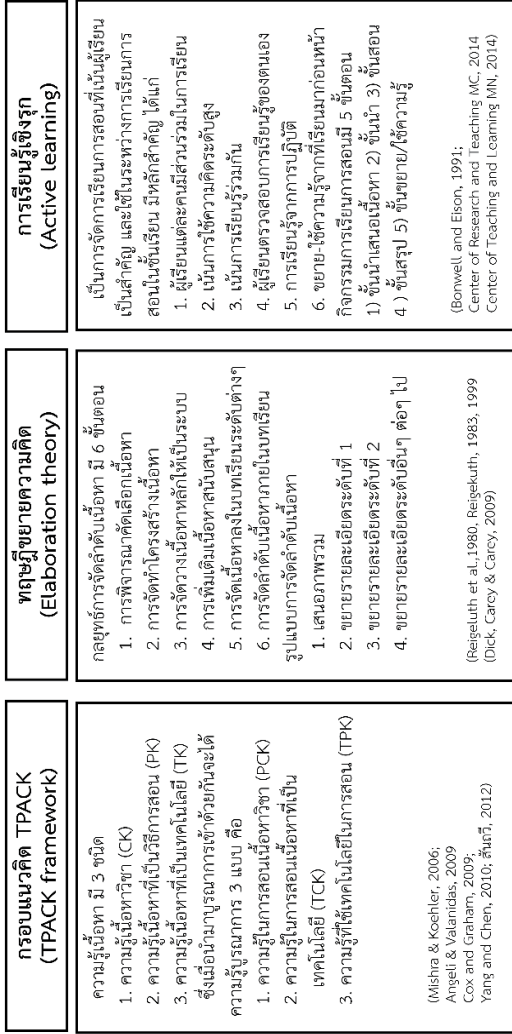 กรอบแนวคิด TPACK
(TPACK framework)
ความรู้เนื้อหา มี 3 ชนิด
1. ความรู้เนื้อหาวิชา (CK)
2. ความรู้เนื้อหาที่เป็นวิธีการสอน (PK)
3. ความรู้เนื้อหาที่เป็นเทคโนโลยี (TK)
ซึ่งเมื่อนำมาบูรณาการเข้าด้วยกันจะได้
ความรู้บูรณาการ 3 แบบ คือ
1. ความรู้ในการสอนเนื้อหาวิชา (PCK)
2. ความรู้ในการสอนเนื้อหาที่เป็น
เทคโนโลยี (TCK)
3. ความรู้ที่ใช้เทคโนโลยีในการสอน (TPK)
(Mishra & Koehler, 2006;
Angeli & Valanidas, 2009
Cox and Graham, 2009;
Yang and Chen, 2010; สันถวี, 2012)
ทฤษฎีขยายความคิด
(Elaboration theory)
กลยุทธ์การจัดลำดับเนื้อหา มี 6 ขั้นตอน
1. การพิจารณาคัดเลือกเนื้อหา
2. การจัดทำโครงสร้างเนื้อหา
3. การจัดวางเนื้อหาหลักให้เป็นระบบ
4. การเพิ่มเติมเนื้อหาสนับสนุน
5. การจัดเนื้อหาลงในบทเรียนระดับต่างๆ
6. การจัดลำดับเนื้อหาภายในบทเรียน
รูปแบบการจัดลำดับเนื้อหา
1. เสนอภาพรวม
2. ขยายรายละเอียดระดับที่ 1
3. ขยายรายละเอียดระดับที่ 2
4. ขยายรายละเอียดระดับอื่นๆ ต่อๆ ไป
(Reigeluth et al.,1980, Reigekuth, 1983, 1999
(Dick, Carcy & Carcy, 2009)
การเรียนรู้เชิงรุก
(Active learning)
เป็นการจัดการเรียนการสอนที่เน้นผู้เรียน
เป็นสำคัญ และใช้ในระหว่างการเรียนการ
สอนในชั้นเรียน มีหลักสำคัญ ได้แก่
1. ผู้เรียนแต่ละคนมีส่วนร่วมในการเรียน
2. เน้นการใช้ความคิดระดับสูง
3. เน้นการเรียนรู้ร่วมกัน
4. ผู้เรียนตรวจสอบการเรียนรู้ของตนเอง
5. การเรียนรู้จากการปฏิบัติ
6. ขยาย-ใช้ความรู้จากที่เรียนมาก่อนหน้า
กิจกรรมการเรียนการสอนมี 5 ขั้นตอน
1) ขั้นนำเสนอเนื้อหา 2) ขั้นนำ 3) ขั้นสอน
4 ) ขั้นสรุป 5) ขั้นขยาย/ใช้ความรู้
(Bonwell and Eison, 1991;
Center of Research and Teaching MC, 2014
Center of Teaching and Learning MN, 2014)